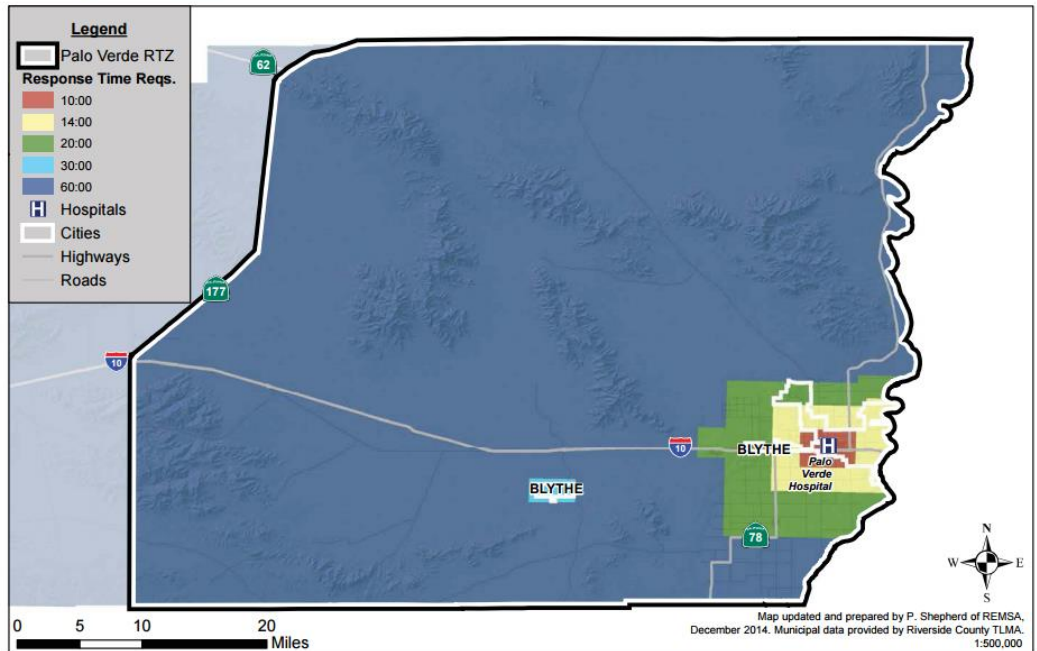 Legend
Palo Verde RTZ
Response Time Reqs.
10:00
14:00
20:00
30:00
60:00
H Hospitals
Cities
Highways
Roads
62
177
10
10
BLYTHE
H
Palo
Verde
Hospital
BLYTHE
78
N
W E
S
0 5 10 20
Miles
Map updated and prepared by P. Shepherd of REMSA,
December 2014. Municipal data provided by Riverside County TLMA.
1:500,000